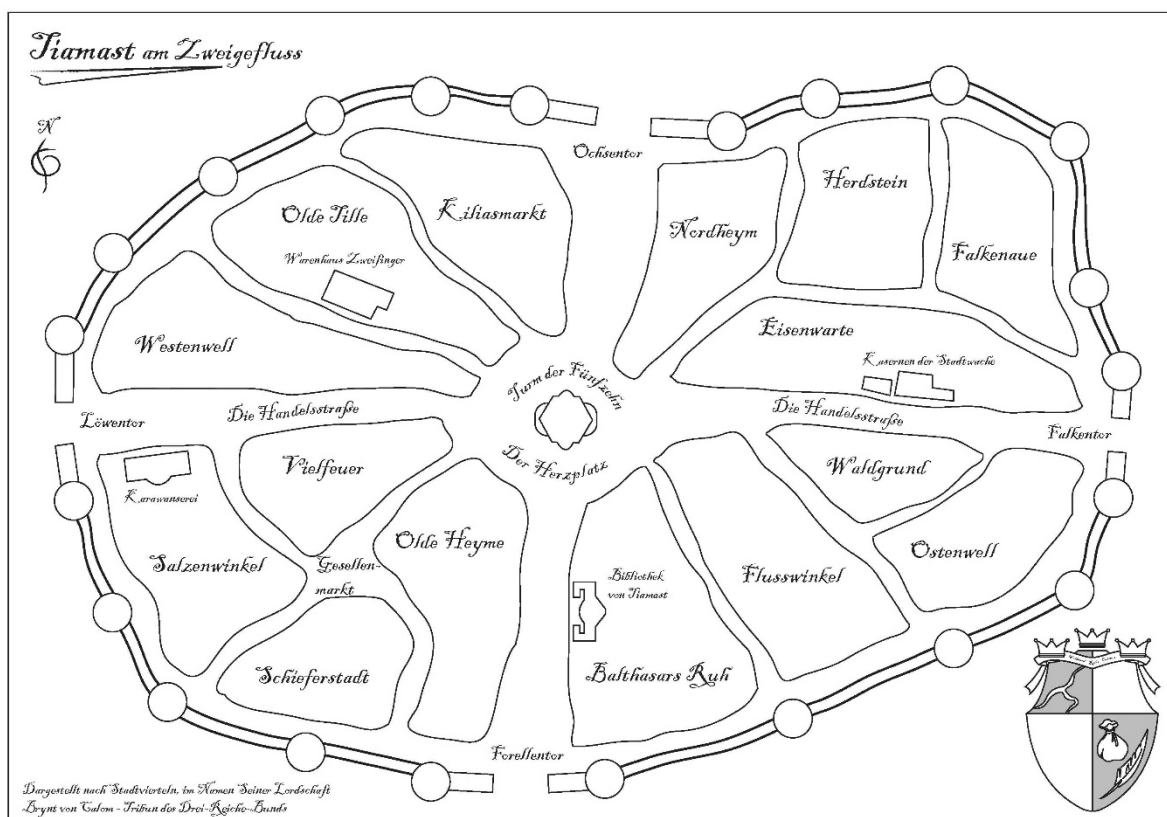 Tiamast am Zweigefluss
N
Ochsentor
Olde Tille
Kiliasmarkt
Nordheym
Herdstein
Falkenaue
Warenhaus Zweifinger
Westenwell
Eisenwarte
Kasernen der Stadtwache
Turm der Fünfzehn
Die Handelsstraße
Die Handelsstraße
Löwentor
Falkentor
Der Herzplatz
Vielfeuer
Waldgrund
Karawanserei
Olde Heyme
Ostenwell
Salzenwinkel
Gesellen-
markt
Bibliothek
von Tiamast
Flusswinkel
Schieferstadt
Balthasars Ruh
Forellentor
Dargestellt nach Stadtvierteln, im Namen Seiner Lordschaft
Brynt von Calom - Tribun des Drei-Reiche-Bunds